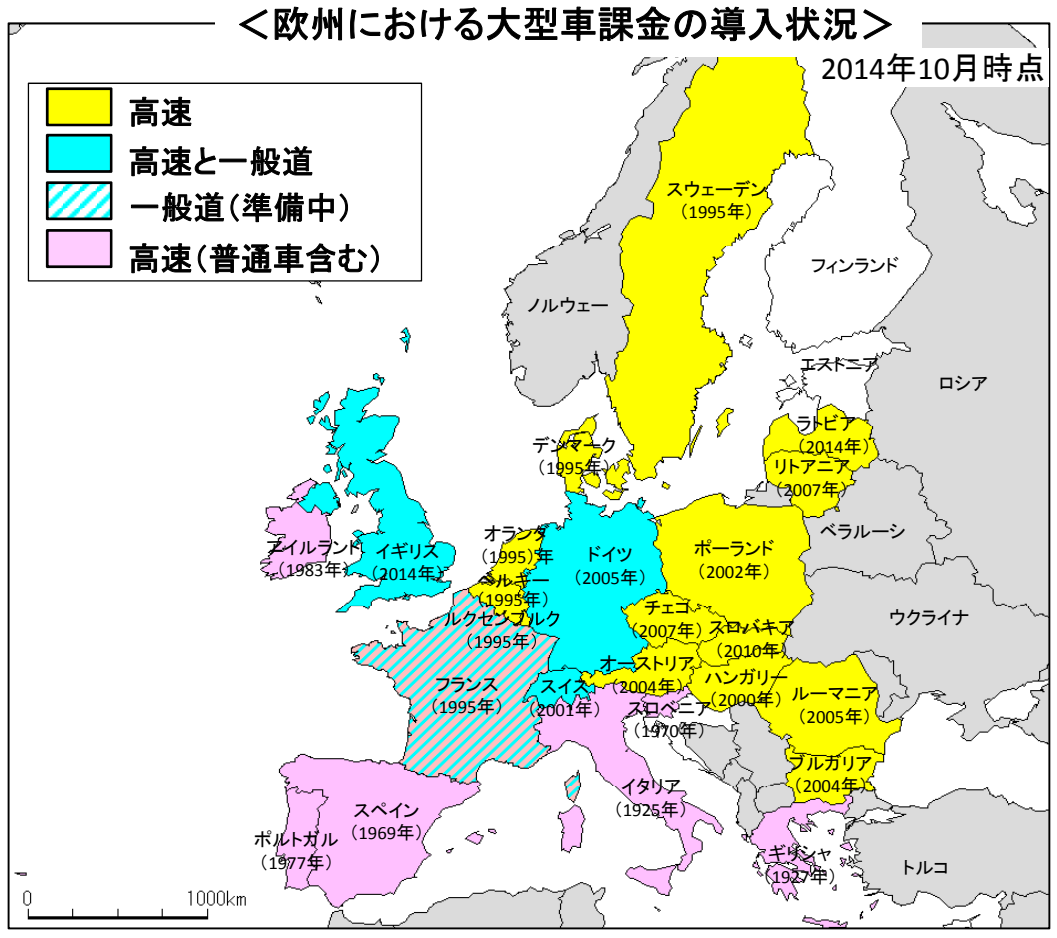 ＜欧州における大型車課金の導入状況＞
2014年10月時点
高速
高速と一般道
一般道（準備中）
高速（普通車含む）
スウェーデン
（1995年）
フィンランド
ノルウェー
エストニア
ロシア
ラトビア
（2014年）
デンマーク
（1995年）
リトアニア
（2007年）
ベラルーシ
オランダ
（1995）年
アイルランド
（1983年）
イギリス
（2014年）
ドイツ
（2005年）
ポーランド
（2002年）
ベルギー
（1995年）
ルクセンブルク
（1995年）
チェコ
（2007年）
スロバキア
（2010年）
ウクライナ
オーストリア
（2004年）
ハンガリー
（2000年）
フランス
（1995年）
スイス
（2001年）
スロベニア
（1970年）
ルーマニア
（2005年）
ブルガリア
（2004年）
イタリア
（1925年）
スペイン
（1969年）
ポルトガル
（1977年）
ギリシャ
（1927年）
トルコ
0 1000km